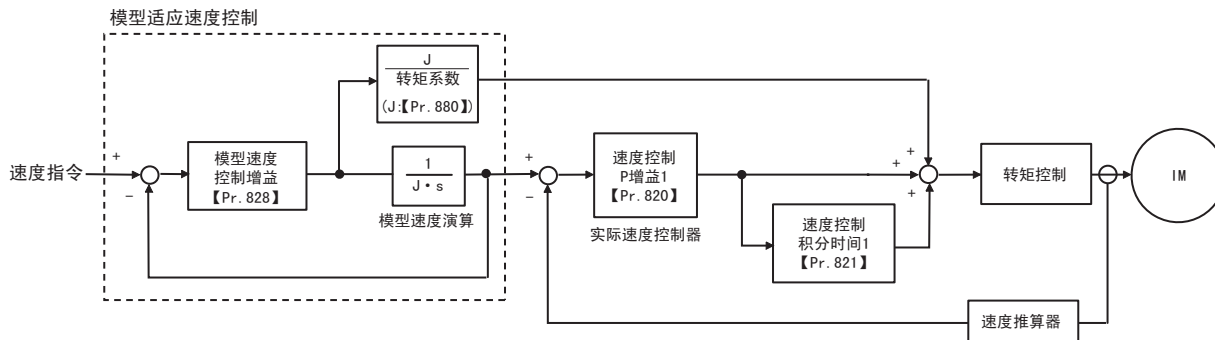 模型适应速度控制
J
转矩系数
(J:【Pr.880】)
速度指令
+
−
模型速度
控制增益
【Pr.828】
1
J・s
模型速度演算
+
−
速度控制
P增益1
【Pr.820】
实际速度控制器
速度控制
积分时间1
【Pr.821】
+
+
+
转矩控制
IM
速度推算器